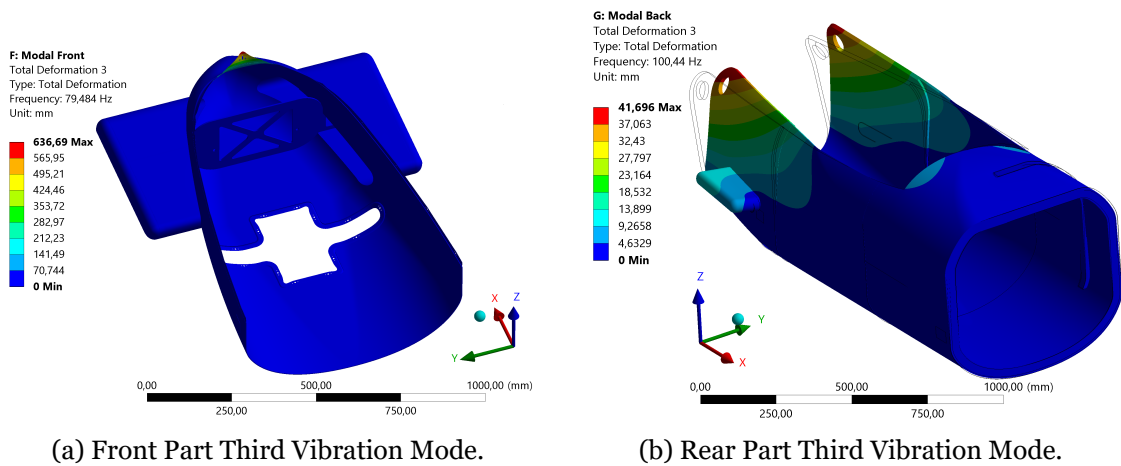 F: Modal Front
Total Deformation 3
Type: Total Deformation
Frequency: 79,484 Hz
Unit: mm
636,69 Max
565,95
495,21
424,46
353,72
282,97
212,23
141,49
70,744
0 Min
X
Z
Y
0,00 500,00 1000,00 (mm)
250,00 750,00
(a) Front Part Third Vibration Mode.
G: Modal Back
Total Deformation 3
Type: Total Deformation
Frequency: 100,44 Hz
Unit: mm
41,696 Max
37,063
32,43
27,797
23,164
18,532
13,899
9,2658
4,6329
0 Min
Z
Y
X
0,00 500,00 1000,00 (mm)
250,00 750,00
(b) Rear Part Third Vibration Mode.